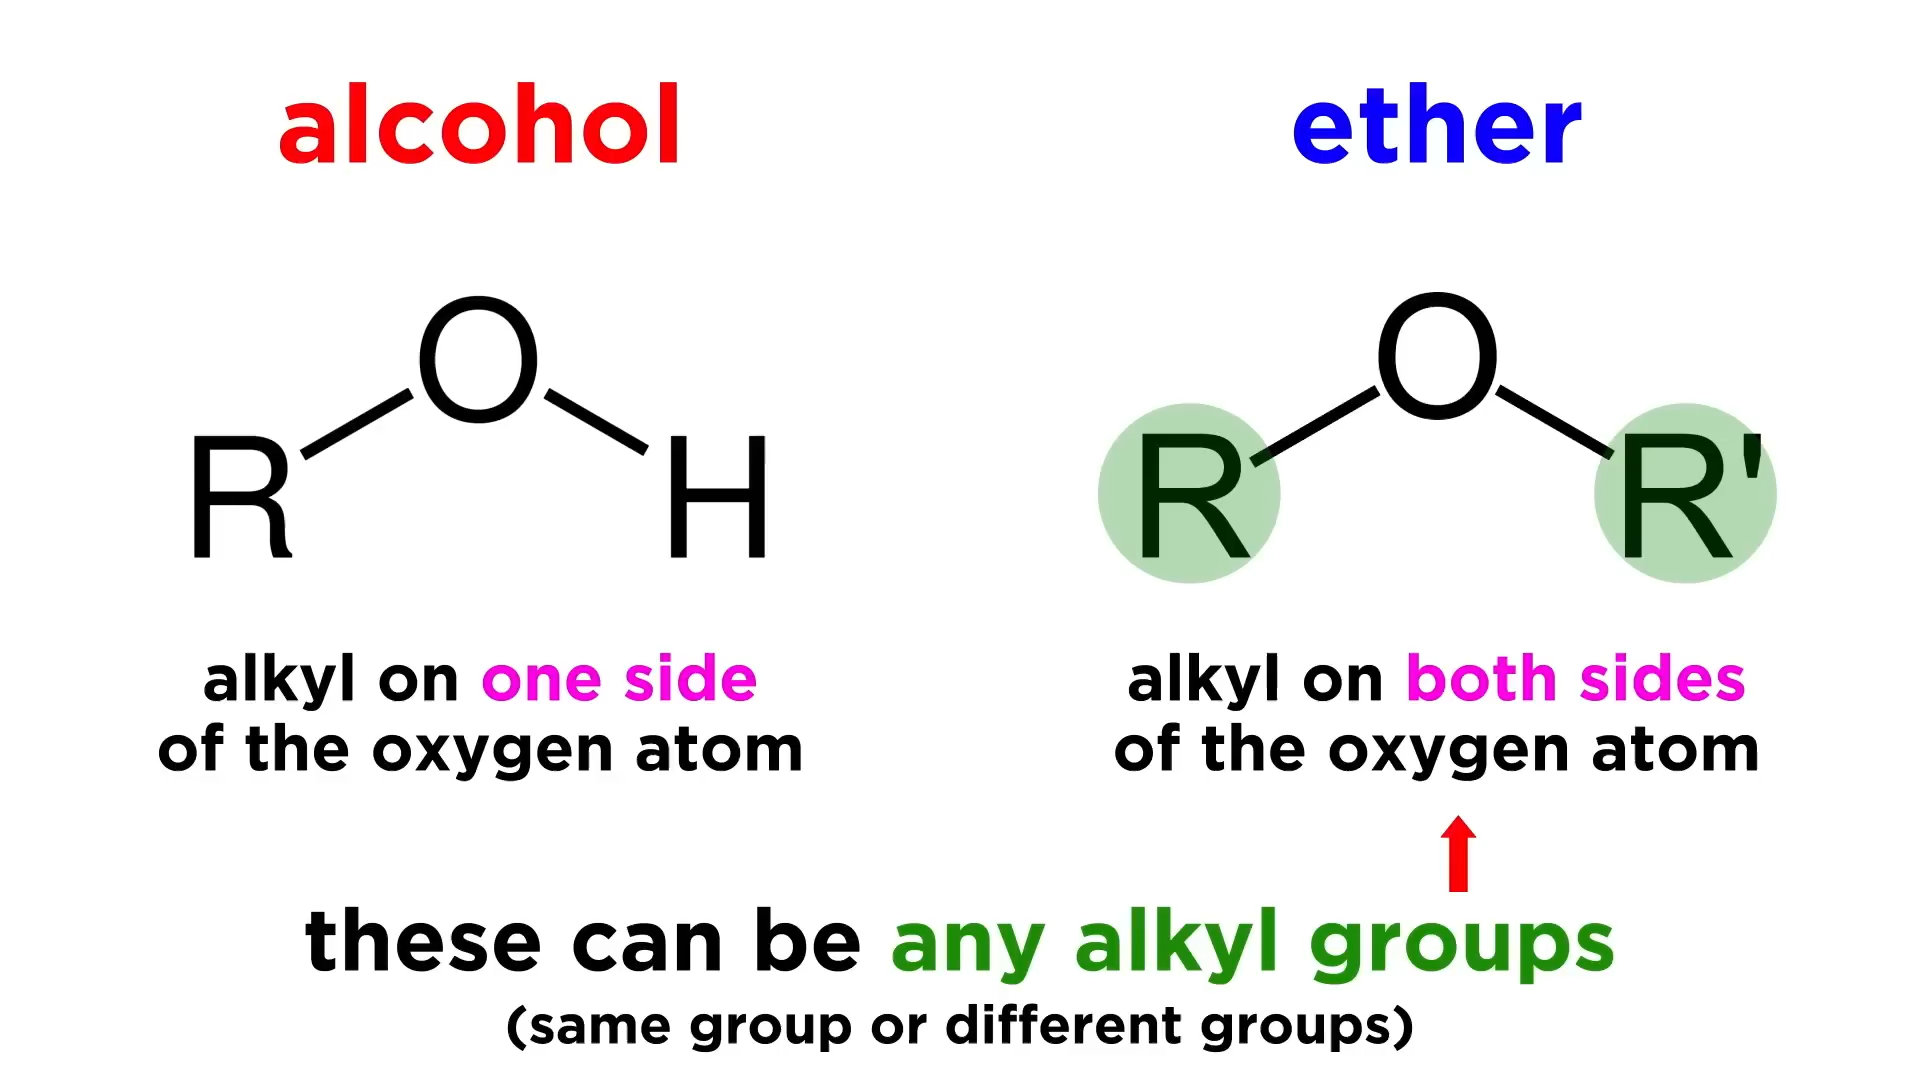 alcohol
ether
O
R
H
O
R
R'
alkyl on one side
of the oxygen atom
alkyl on both sides
of the oxygen atom
these can be any alkyl groups
(same group or different groups)